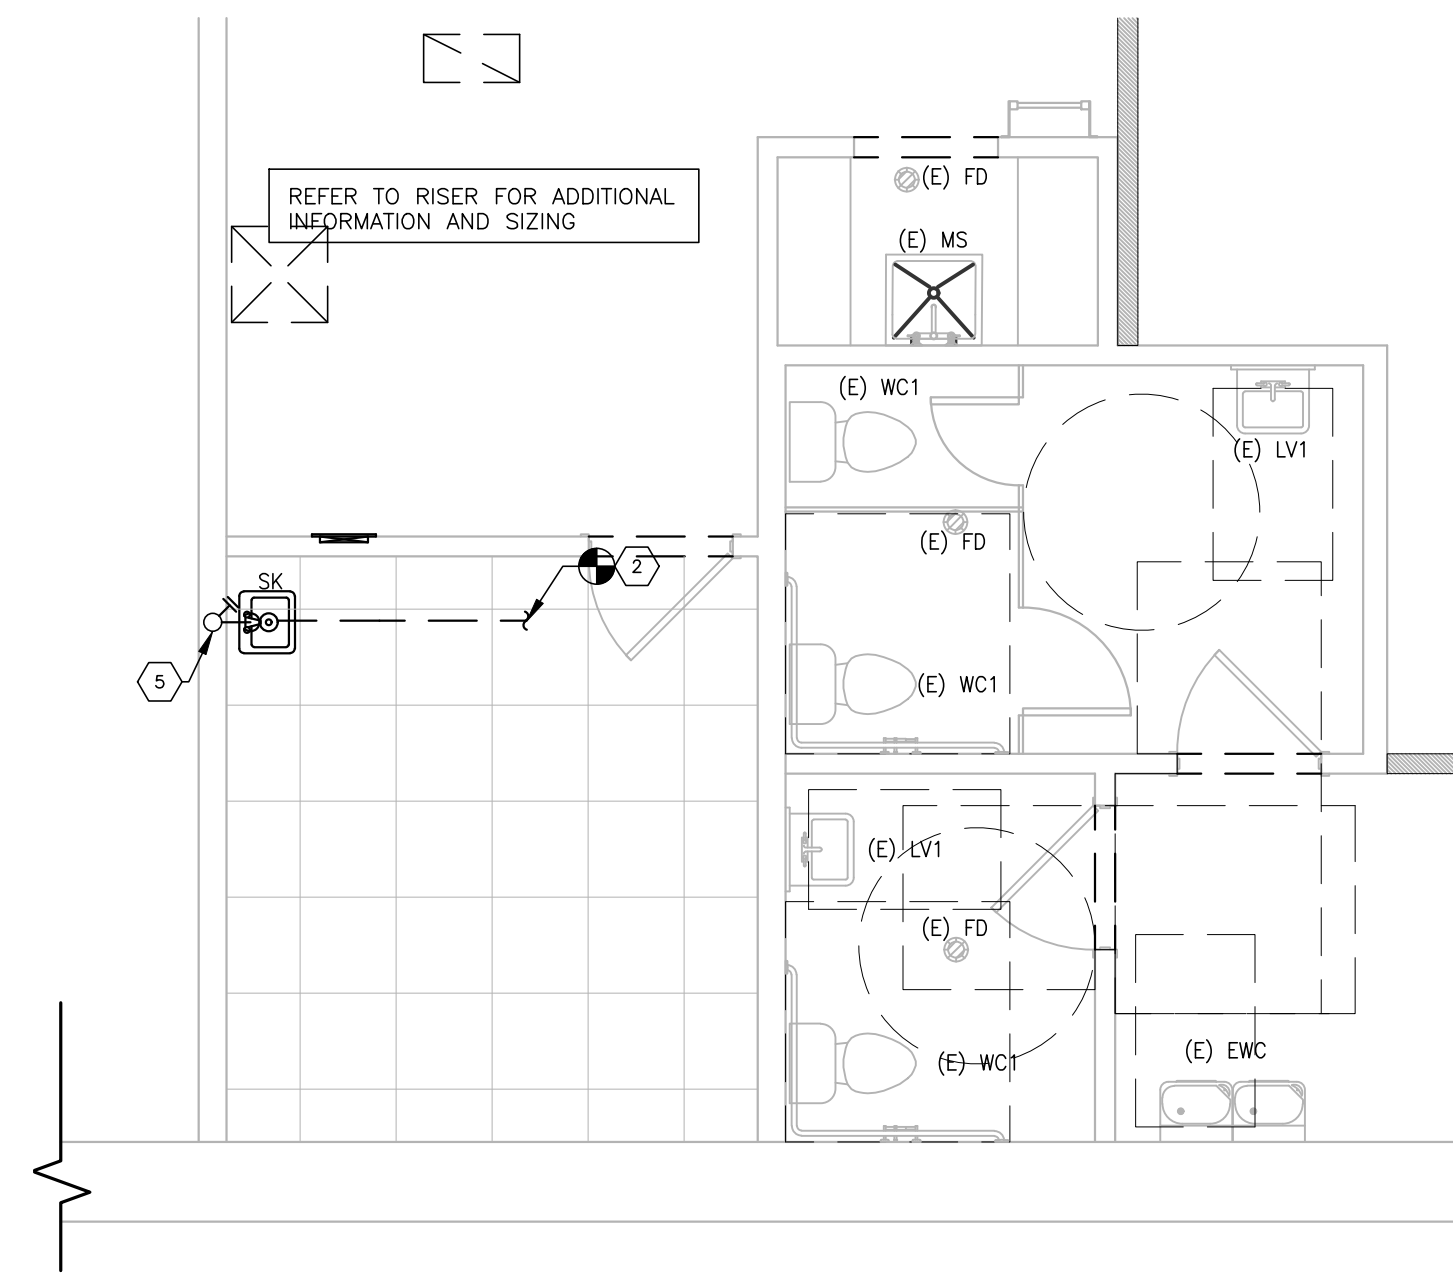 REFER TO RISER FOR ADDITIONAL
INFORMATION AND SIZING
(E) FD
(E) MS
(E) WC1
(E) LV1
(E) FD
2
SK
5
(E) WC1
(E) LV1
(E) FD
(E) WC1
(E) EWC